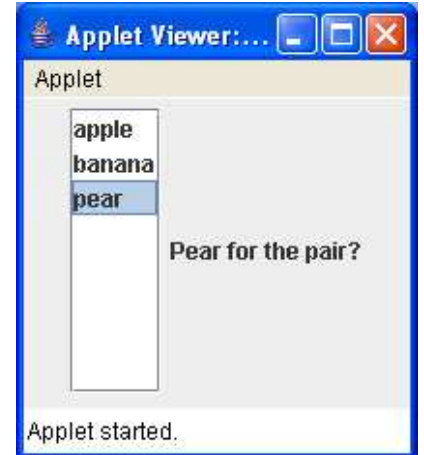 Applet Viewer:...
Applet
apple
banana
pear
Pear for the pair?
Applet started.